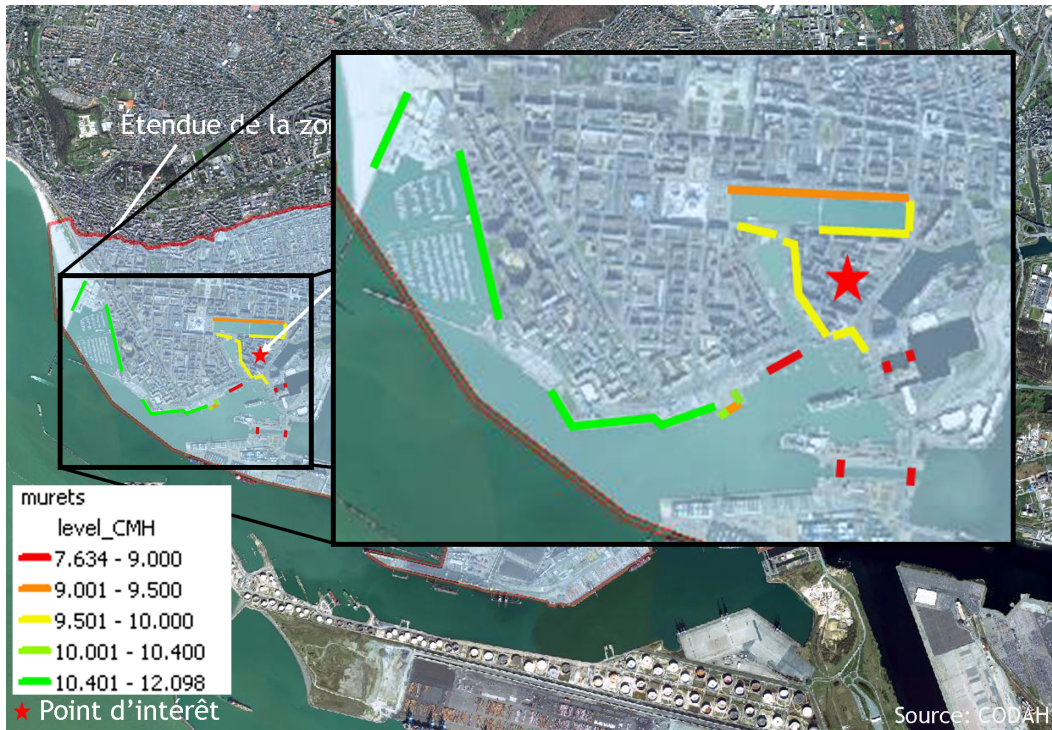 Étendue de la zo
murets
level_CMH
7.634 - 9.000
9.001 - 9.500
9.501 - 10.000
10.001 - 10.400
10.401 - 12.098
Point d'intérêt
Source: CODAH